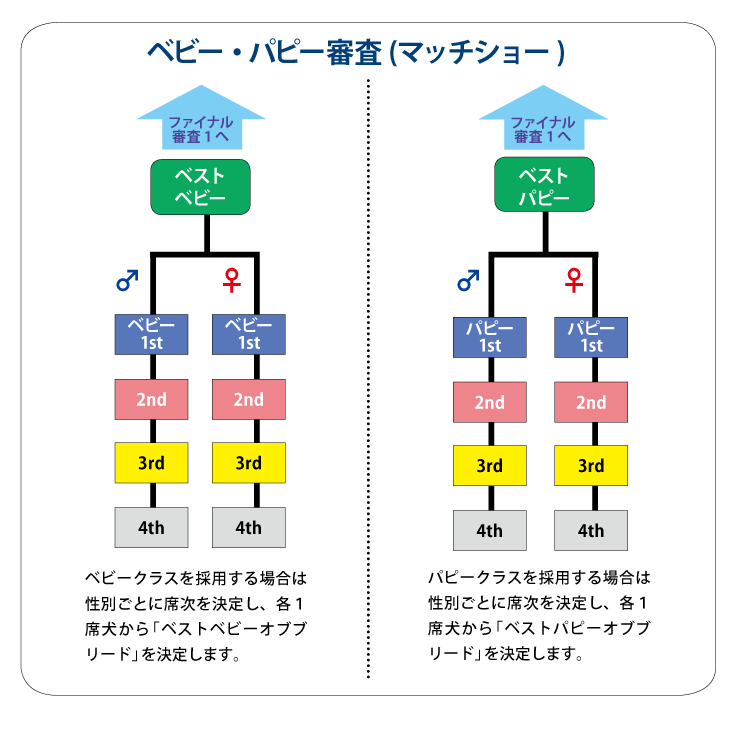 ベビー・パピー審査(マッチショー)
ファイナル
審査1へ
ベスト
ベビー
♂
♀
ベビー
1st
ベビー
1st
2nd
2nd
3rd
3rd
4th
4th
ベビークラスを採用する場合は
性別ごとに席次を決定し、各1
席犬から「ベストベビーオブブ
リード」を決定します。
ファイナル
審査1へ
ベスト
パピー
♂
♀
パピー
1st
パピー
1st
2nd
2nd
3rd
3rd
4th
4th
パピークラスを採用する場合は
性別ごとに席次を決定し、各1
席犬から「ベストパピーオブブ
リード」を決定します。